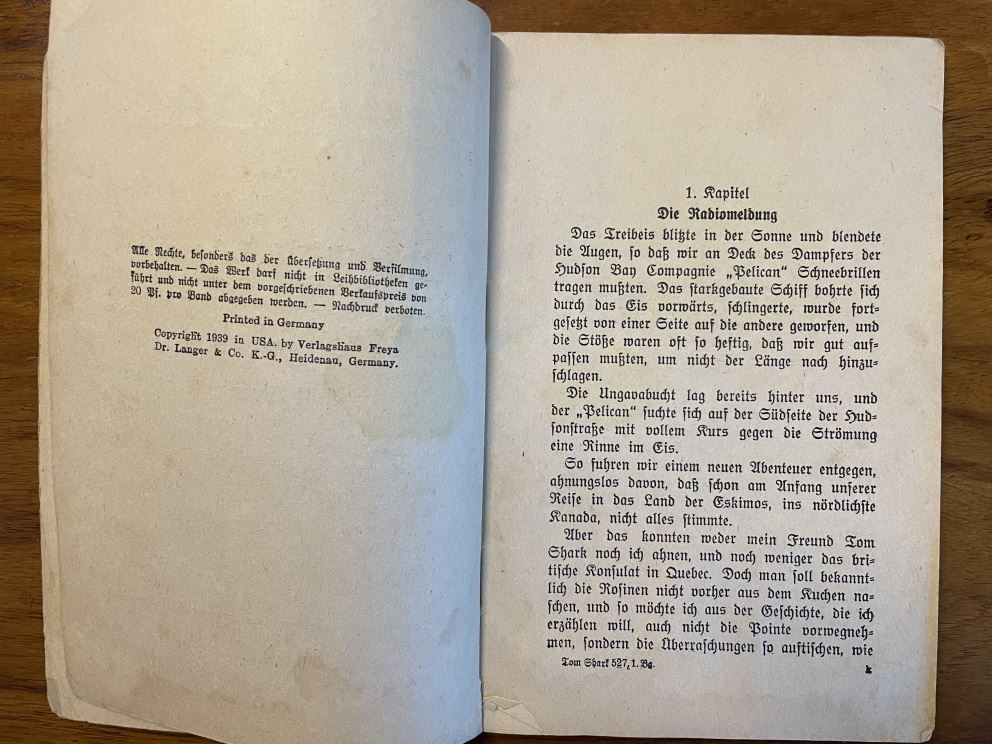 Alle Rechte, besonders das der Übersetzung und Verfilmung,
vorbehalten. — Das Werk darf nicht in Leihbibliotheken ge-
führt und nicht unter dem vorgeschriebenen Verkaufspreis von
20 Pf. pro Band abgegeben werden. — Nachdruck verboten.
Printed in Germany
Copyright 1939 in USA. by Verlagshaus Freya
Dr. Langer & Co. K.-G., Heidenau, Germany.
1. Kapitel
Die Radiomeldung
Das Treibeis blitzte in der Sonne und blendete
die Augen, so daß wir an Deck des Dampfers der
Hudson Bay Compagnie „Pelican“ Schneebrillen
tragen mußten. Das starkgebaute Schiff bohrte sich
durch das Eis vorwärts, schlingerte, wurde fort-
gesetzt von einer Seite auf die andere geworfen, und
die Stöße waren oft so heftig, daß wir gut auf-
passen mußten, um nicht der Länge nach hinzu-
schlagen.
Die Ungavabucht lag bereits hinter uns, und
der „Pelican“ suchte sich auf der Südseite der Hud-
sonstraße mit vollem Kurs gegen die Strömung
eine Rinne im Eis.
So fuhren wir einem neuen Abenteuer entgegen,
ahnungslos davon, daß schon am Anfang unserer
Reise in das Land der Eskimos, ins nördlichste
Kanada, nicht alles stimmte.
Aber das konnten weder mein Freund Tom
Shark noch ich ahnen, und noch weniger das bri-
tische Konsulat in Quebec. Doch man soll bekannt-
lich die Rosinen nicht vorher aus dem Kuchen na-
schen, und so möchte ich aus der Geschichte, die ich
erzählen will, auch nicht die Pointe vorwegneh-
men, sondern die Überraschungen so auftischen, wie
Tom Shark 527, 1. Bg.